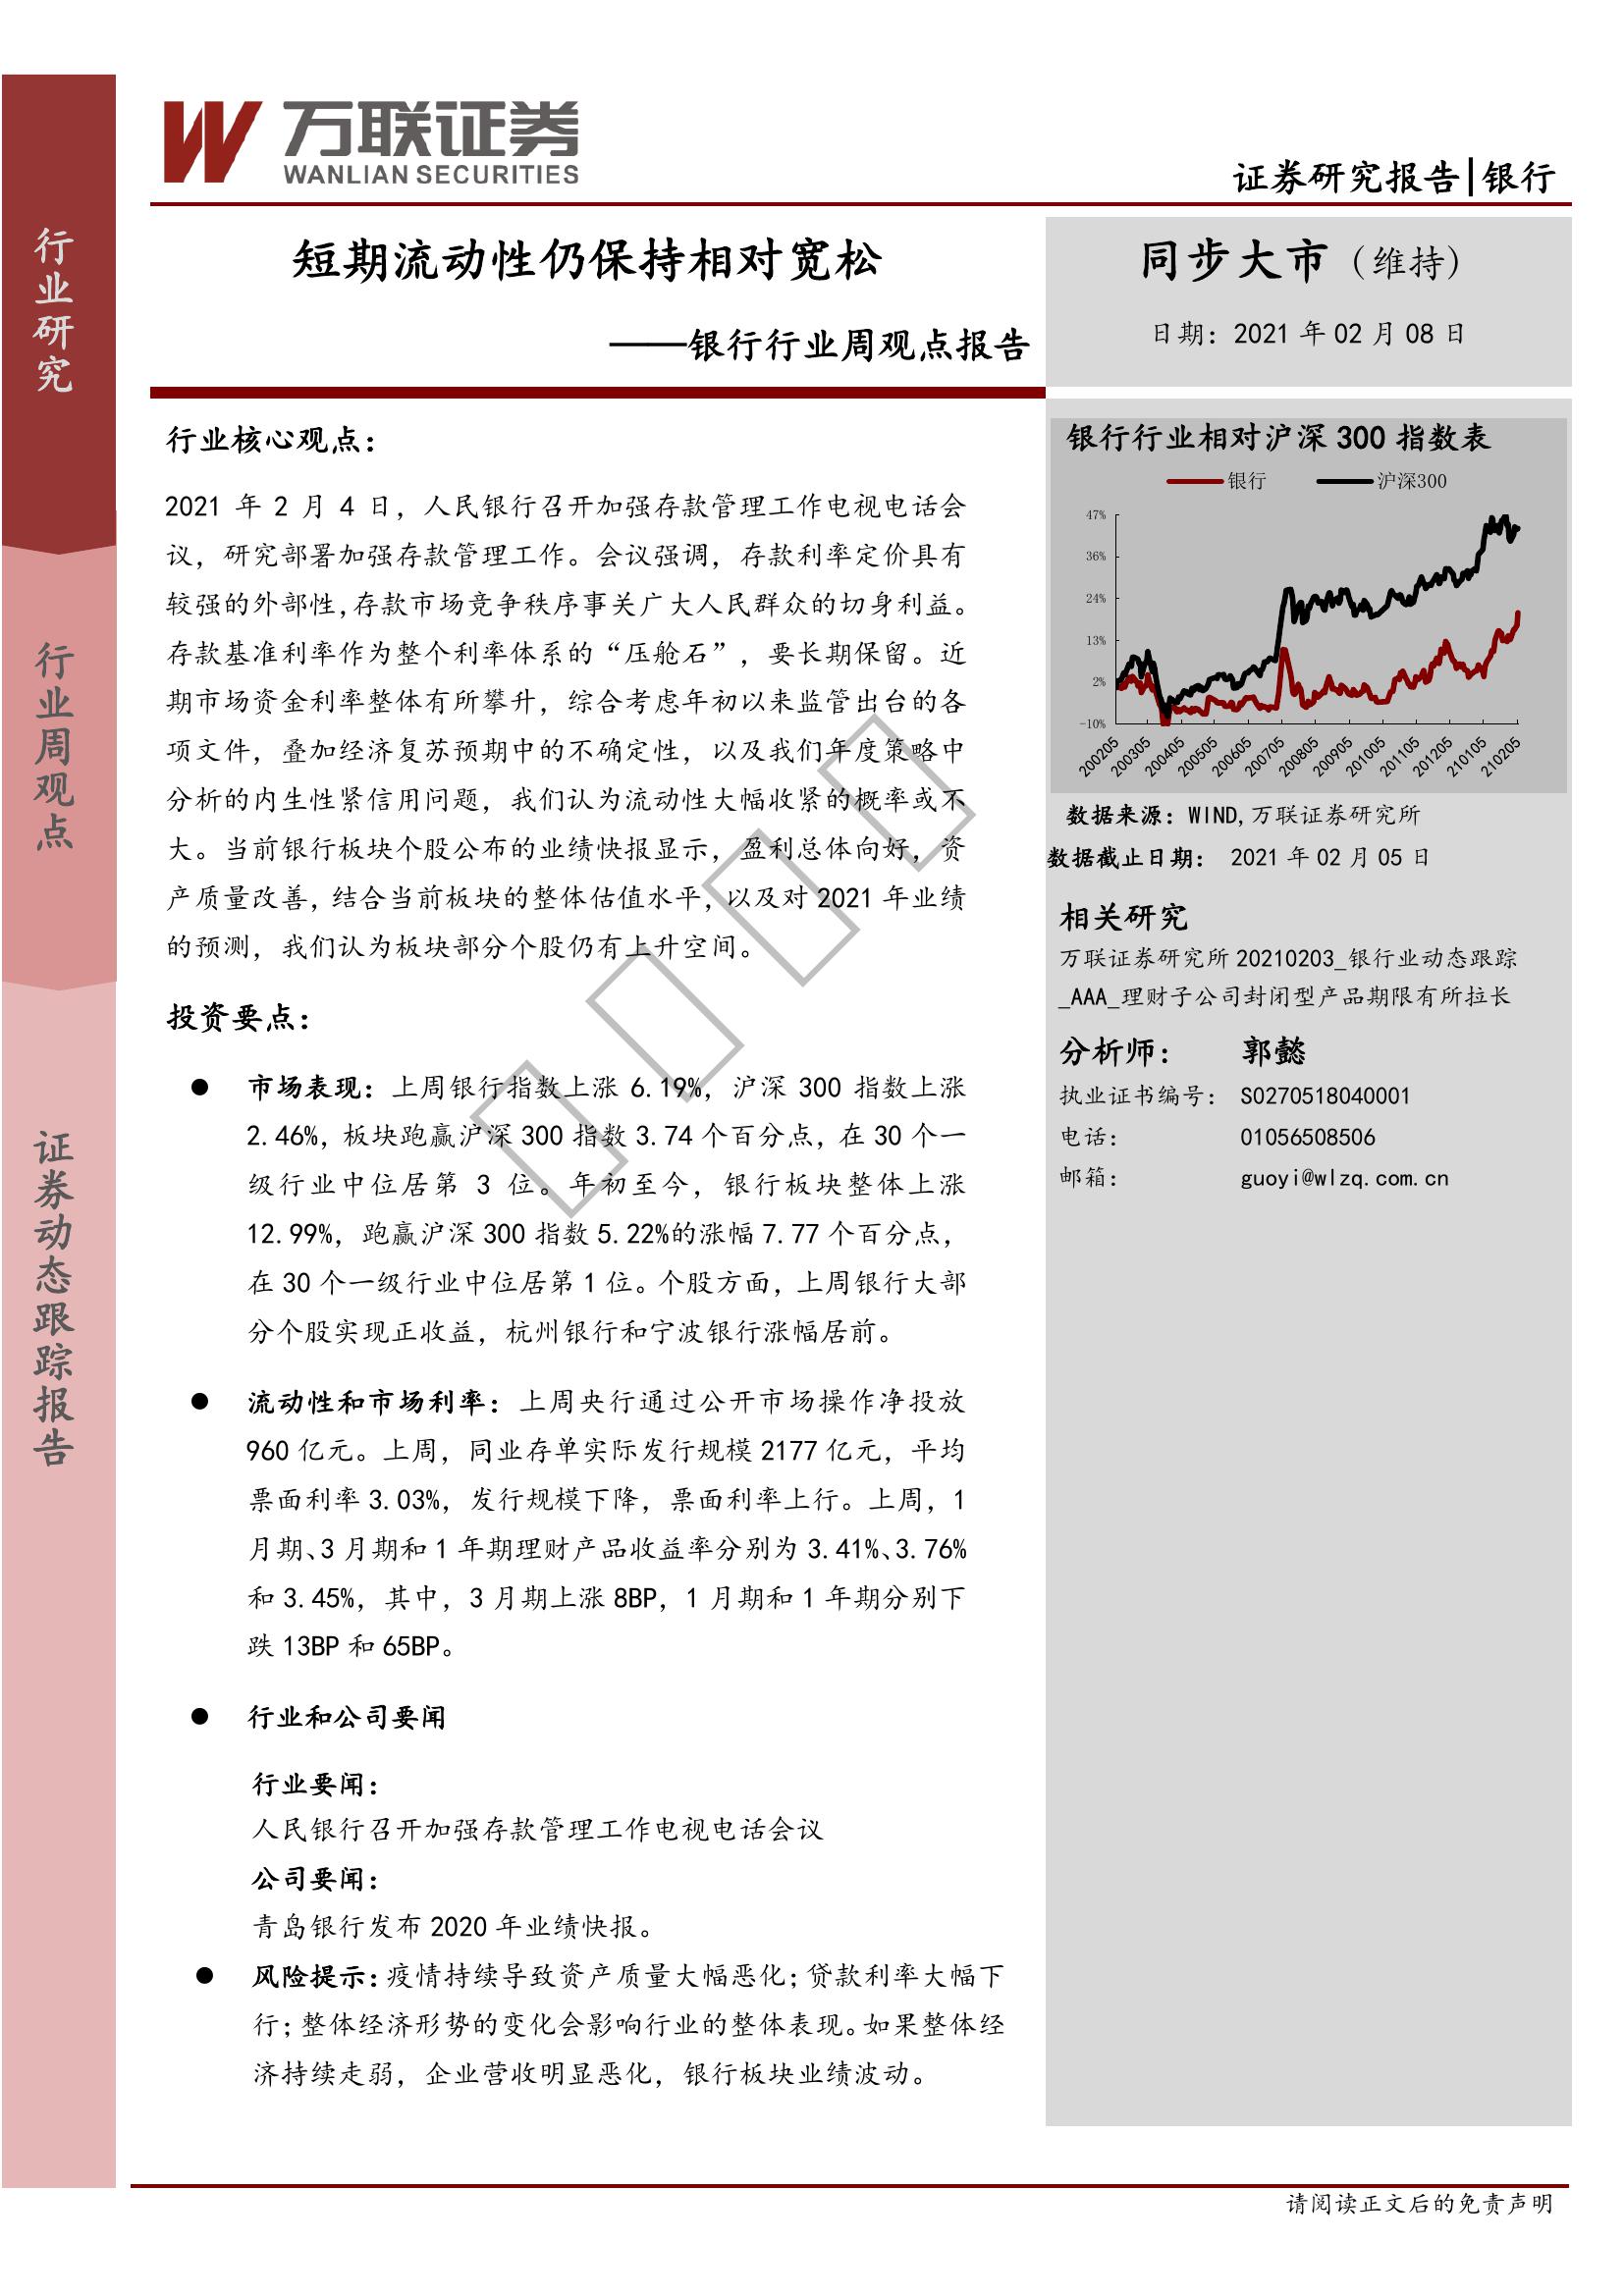 万联证券
WANLIAN SECURITIES
证券研究报告|银行
行业研究
行业周观点
证券动态跟踪报告
短期流动性仍保持相对宽松
——银行行业周观点报告
同步大市（维持）
日期：2021 年 02 月 08 日
行业核心观点：
2021 年 2 月 4 日，人民银行召开加强存款管理工作电视电话会
议，研究部署加强存款管理工作。会议强调，存款利率定价具有
较强的外部性,存款市场竞争秩序事关广大人民群众的切身利益。
存款基准利率作为整个利率体系的“压舱石”，要长期保留。近
期市场资金利率整体有所攀升，综合考虑年初以来监管出台的各
项文件，叠加经济复苏预期中的不确定性，以及我们年度策略中
分析的内生性紧信用问题，我们认为流动性大幅收紧的概率或不
大。当前银行板块个股公布的业绩快报显示，盈利总体向好，资
产质量改善，结合当前板块的整体估值水平，以及对 2021 年业绩
的预测，我们认为板块部分个股仍有上升空间。
投资要点：
● 市场表现：上周银行指数上涨 6.19%，沪深 300 指数上涨
2.46%，板块跑赢沪深 300 指数 3.74 个百分点，在 30 个一
级行业中位居第 3 位。年初至今，银行板块整体上涨
12.99%，跑赢沪深 300 指数 5.22%的涨幅 7.77 个百分点，
在 30 个一级行业中位居第 1 位。个股方面，上周银行大部
分个股实现正收益，杭州银行和宁波银行涨幅居前。
● 流动性和市场利率：上周央行通过公开市场操作净投放
960 亿元。上周，同业存单实际发行规模 2177 亿元，平均
票面利率 3.03%，发行规模下降，票面利率上行。上周，1
月期、3 月期和 1 年期理财产品收益率分别为 3.41%、3.76%
和 3.45%，其中，3 月期上涨 8BP，1 月期和 1 年期分别下
跌 13BP 和 65BP。
● 行业和公司要闻
行业要闻：
人民银行召开加强存款管理工作电视电话会议
公司要闻：
青岛银行发布 2020 年业绩快报。
● 风险提示：疫情持续导致资产质量大幅恶化；贷款利率大幅下
行；整体经济形势的变化会影响行业的整体表现。如果整体经
济持续走弱，企业营收明显恶化，银行板块业绩波动。
银行行业相对沪深 300 指数表
银行 沪深300
47%
36%
24%
13%
2%
-10%
200205 200305 200405 200505 200605 200705 200805 200905 201005 201105 201205 210105 210205
数据来源：WIND,万联证券研究所
数据截止日期： 2021 年 02 月 05 日
相关研究
万联证券研究所 20210203_银行业动态跟踪
_AAA_理财子公司封闭型产品期限有所拉长
分析师： 郭懿
执业证书编号： S0270518040001
电话： 01056508506
邮箱： guoyi@wlzq.com.cn
请阅读正文后的免责声明